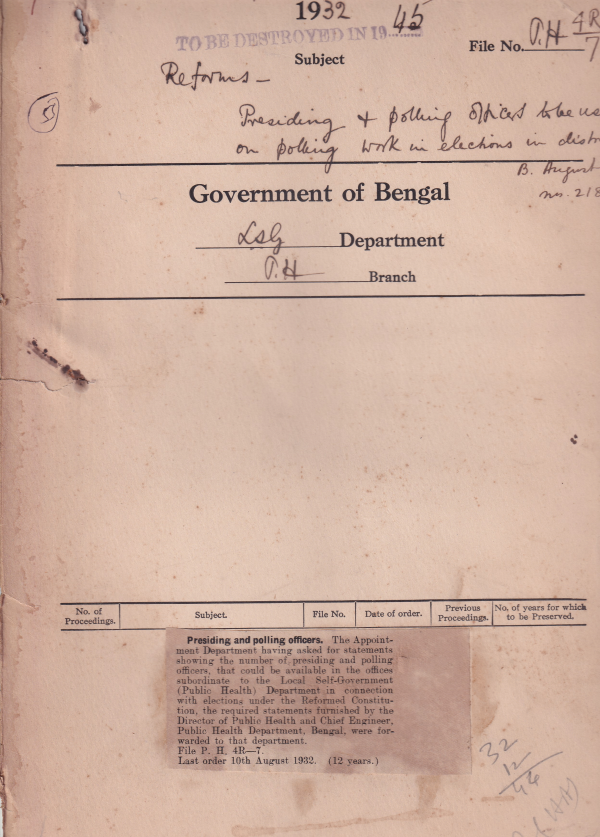 1932
TO BE DESTROYED IN 19 45
Subject
File No. P.H 4R/7
Reforms -
Presiding & polling officers to be us
on polling work in elections in distr
B. August
nos. 218
Government of Bengal
LSG Department
P.H Branch
No. of Proceedings. Subject. File No. Date of order. Previous Proceedings. No. of years for which to be Preserved.
Presiding and polling officers. The Appoint-
ment Department having asked for statements
showing the number of presiding and polling
officers, that could be available in the offices
subordinate to the Local Self-Government
(Public Health) Department in connection
with elections under the Reformed Constitu-
tion, the required statements furnished by the
Director of Public Health and Chief Engineer,
Public Health Department, Bengal, were for-
warded to that department.
File P. H. 4R—7.
Last order 10th August 1932. (12 years.)
32
12
44